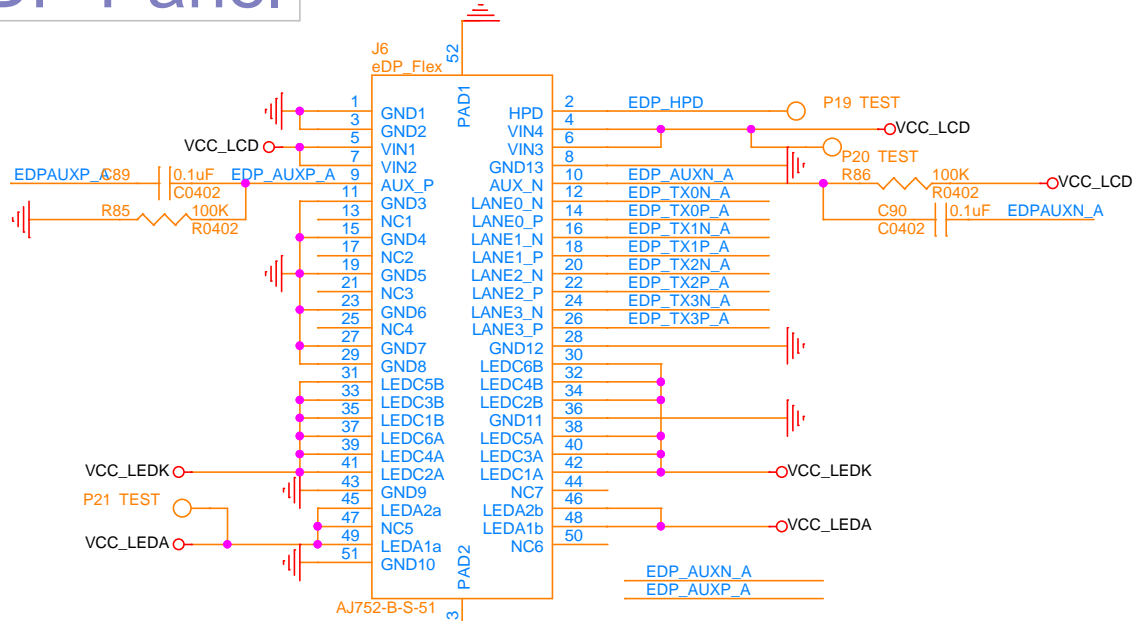 DP Panel
J6
eDP_Flex
52
PAD1
1 GND1 HPD 2 EDP_HPD P19 TEST
3 GND2 VIN4 4 VCC_LCD
VCC_LCD 5 VIN1 VIN3 6 P20 TEST
7 VIN2 GND13 8
EDPAUXP_A C89 0.1uF C0402 EDP_AUXP_A 9 AUX_P AUX_N 10 EDP_AUXN_A R86 100K R0402 VCC_LCD
11 GND3 LANE0_N 12 EDP_TX0N_A
R85 100K R0402 13 NC1 LANE0_P 14 EDP_TX0P_A C90 0.1uF C0402 EDPAUXN_A
15 GND4 LANE1_N 16 EDP_TX1N_A
17 NC2 LANE1_P 18 EDP_TX1P_A
19 GND5 LANE2_N 20 EDP_TX2N_A
21 NC3 LANE2_P 22 EDP_TX2P_A
23 GND6 LANE3_N 24 EDP_TX3N_A
25 NC4 LANE3_P 26 EDP_TX3P_A
27 GND7 GND12 28
29 GND8 LEDC6B 30
31 LEDC5B LEDC4B 32
33 LEDC3B LEDC2B 34
35 LEDC1B GND11 36
37 LEDC6A LEDC5A 38
39 LEDC4A LEDC3A 40
VCC_LEDK 41 LEDC2A LEDC1A 42 VCC_LEDK
43 GND9 NC7 44
P21 TEST 45 LEDA2a LEDA2b 46
47 NC5 LEDA1b 48 VCC_LEDA
VCC_LEDA 49 LEDA1a NC6 50
51 GND10
PAD2
EDP_AUXN_A
EDP_AUXP_A
AJ752-B-S-51